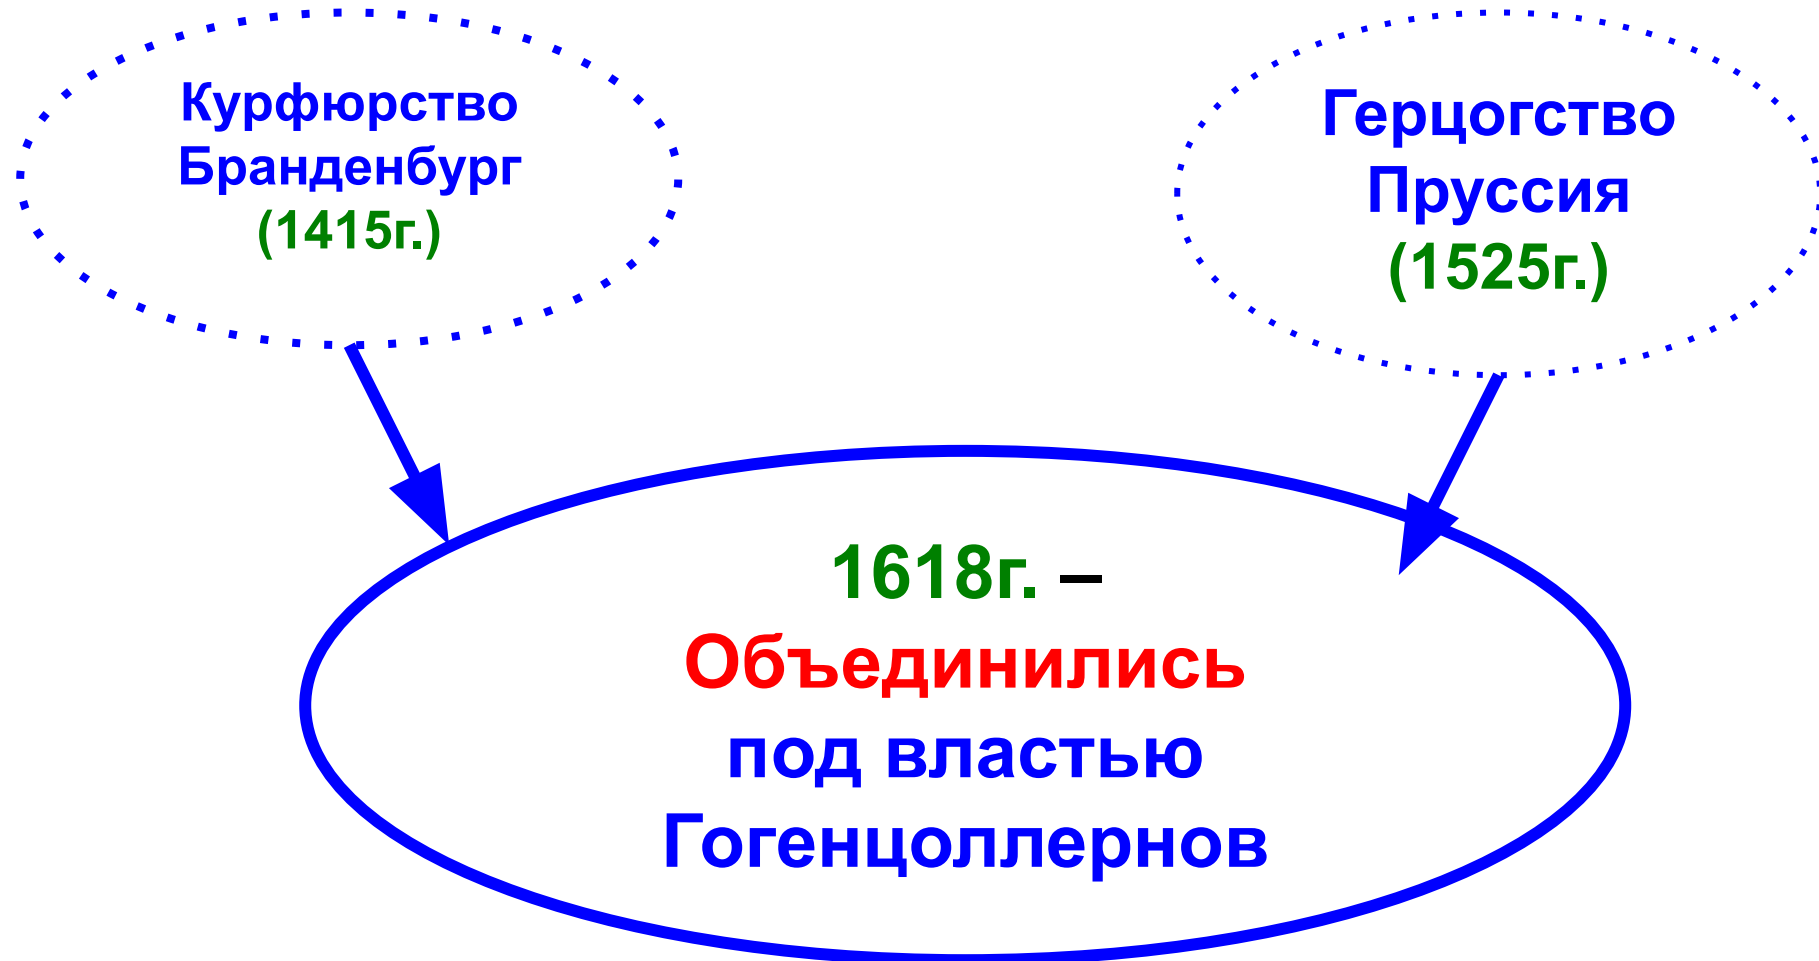 Курфюрство
Бранденбург
(1415г.)
Герцогство
Пруссия
(1525г.)
1618г. –
Объединились
под властью
Гогенцоллернов